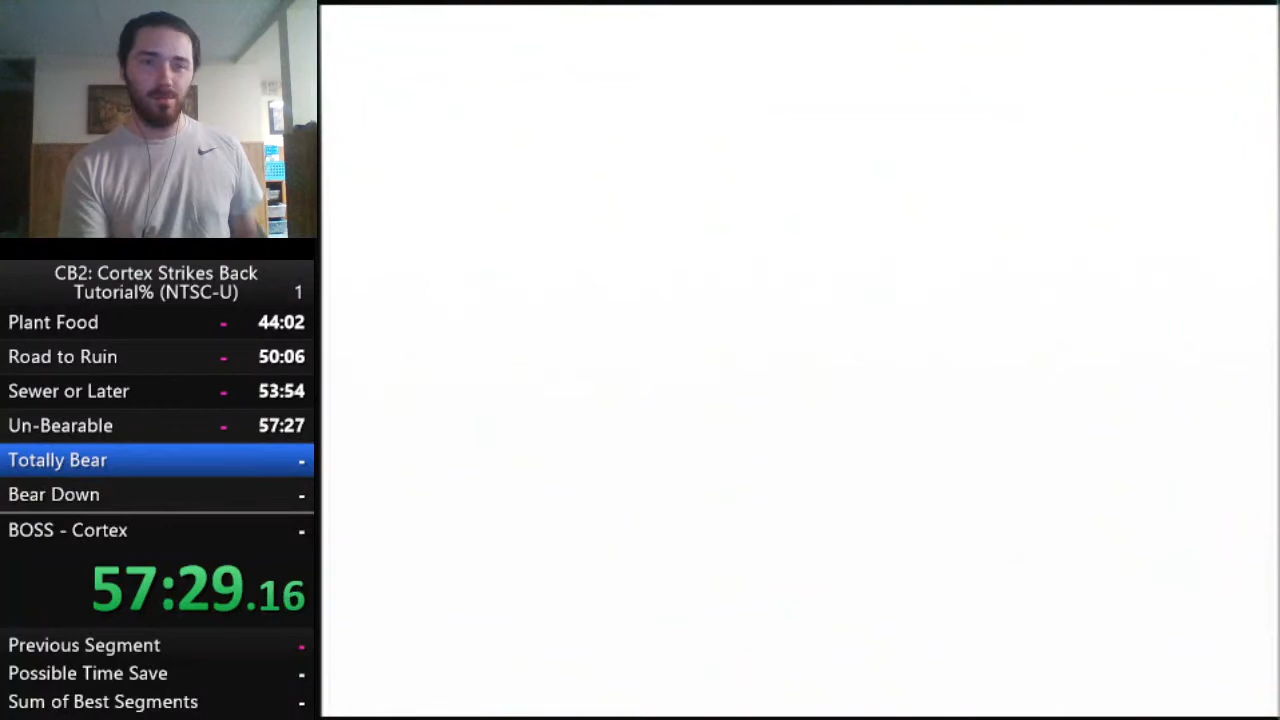 CB2: Cortex Strikes Back
Tutorial% (NTSC-U) 1
Plant Food - 44:02
Road to Ruin - 50:06
Sewer or Later - 53:54
Un-Bearable - 57:27
Totally Bear -
Bear Down -
BOSS - Cortex -
57:29.16
Previous Segment -
Possible Time Save -
Sum of Best Segments -